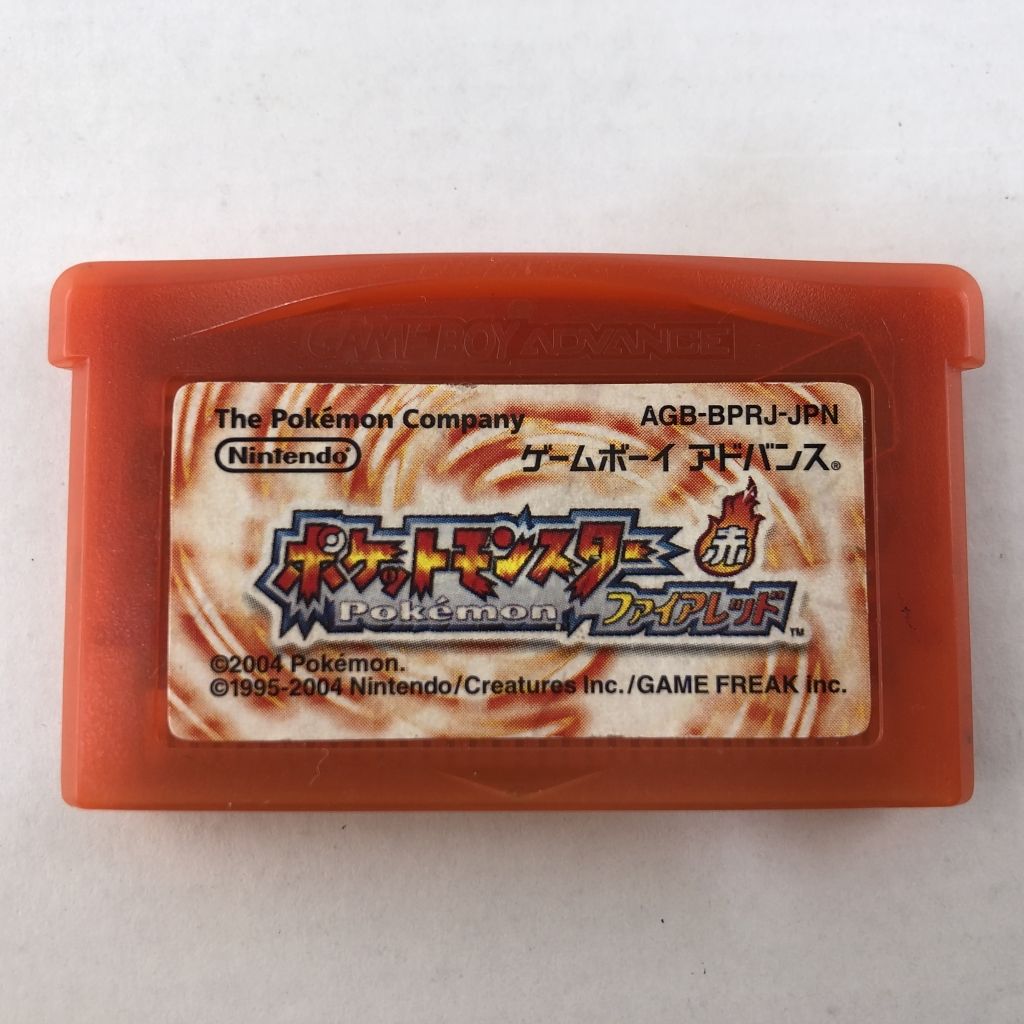 GAME BOY ADVANCE
The Pokémon Company AGB-BPRJ-JPN
Nintendo® ゲームボーイ アドバンス®
ポケットモンスター 赤
Pokémon ファイアレッド™
©2004 Pokémon.
©1995-2004 Nintendo/Creatures Inc./GAME FREAK inc.